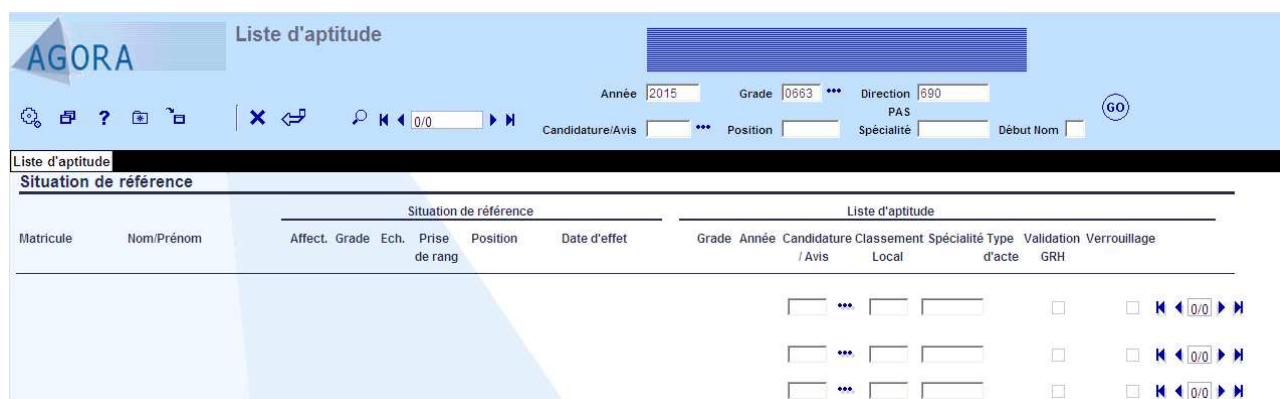 AGORA
Liste d'aptitude
Année 2015 Grade 0663 ••• Direction 690
PAS
? 0/0 GO
Candidature/Avis ••• Position Spécialité Début Nom
Liste d'aptitude
Situation de référence
Situation de référence Liste d'aptitude
Matricule Nom/Prénom Affect. Grade Ech. Prise Position Date d'effet Grade Année Candidature Classement Spécialité Type Validation Verrouillage
de rang / Avis Local d'acte GRH
••• 0/0
••• 0/0
••• 0/0